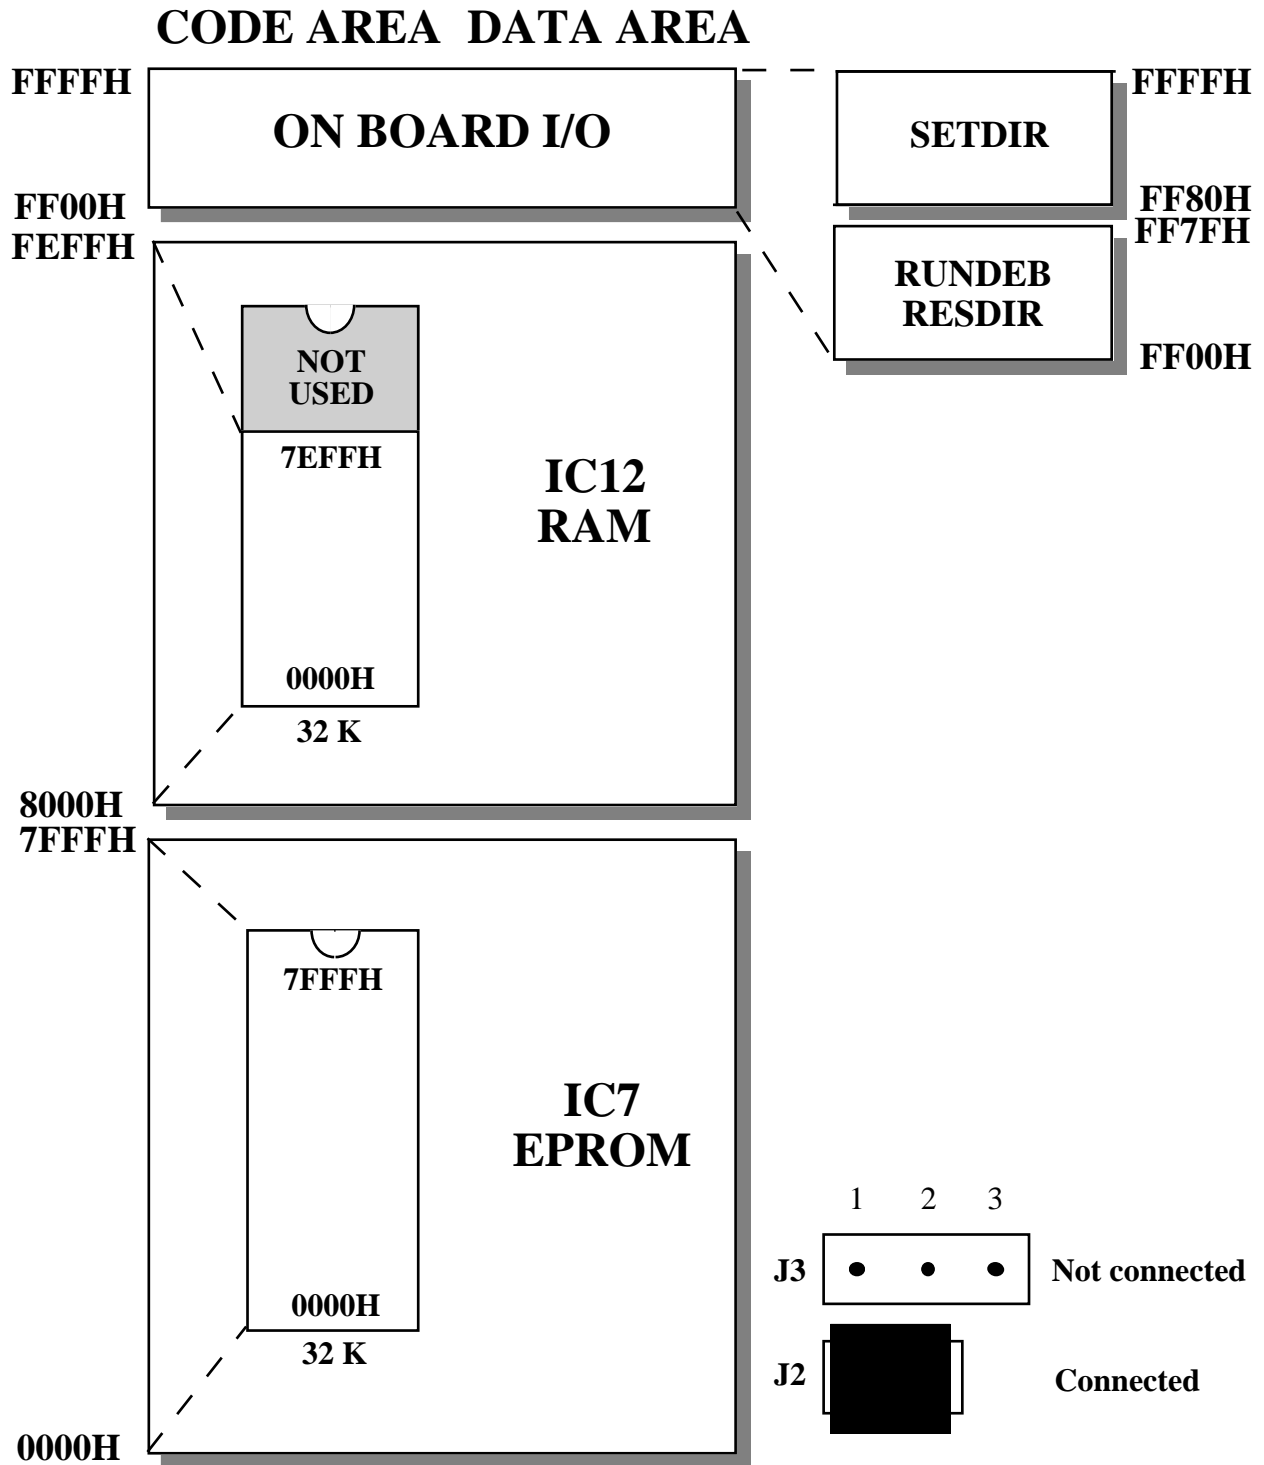 CODE AREA  DATA AREA
FFFFH
ON BOARD I/O
FF00H
SETDIR
FFFFH
FF80H
FF7FH
RUNDEB
RESDIR
FF00H
FEFFH
NOT
USED
7EFFH
IC12
RAM
0000H
32 K
8000H
7FFFH
7FFFH
IC7
EPROM
0000H
32 K
0000H
1 2 3
J3 Not connected
J2 Connected